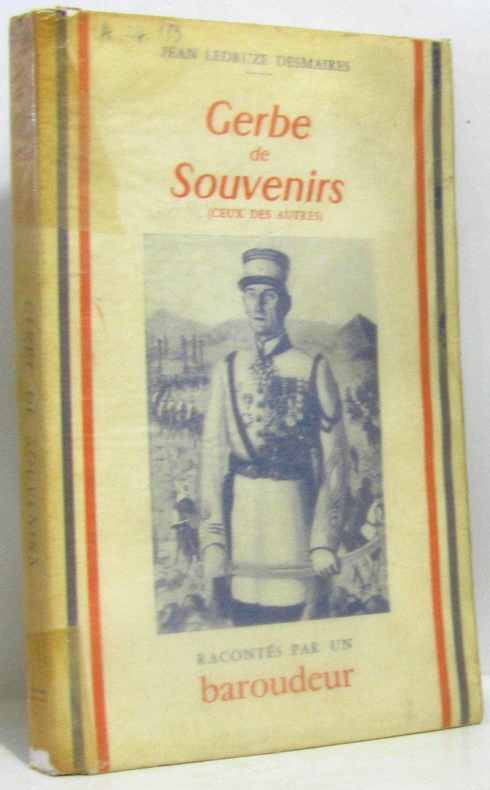 JEAN LEDRUZE DESMAIRES
Gerbe
de
Souvenirs
(CEUX DES AUTRES)
RACONTÉS PAR UN
baroudeur
GERBE DE SOUVENIRS